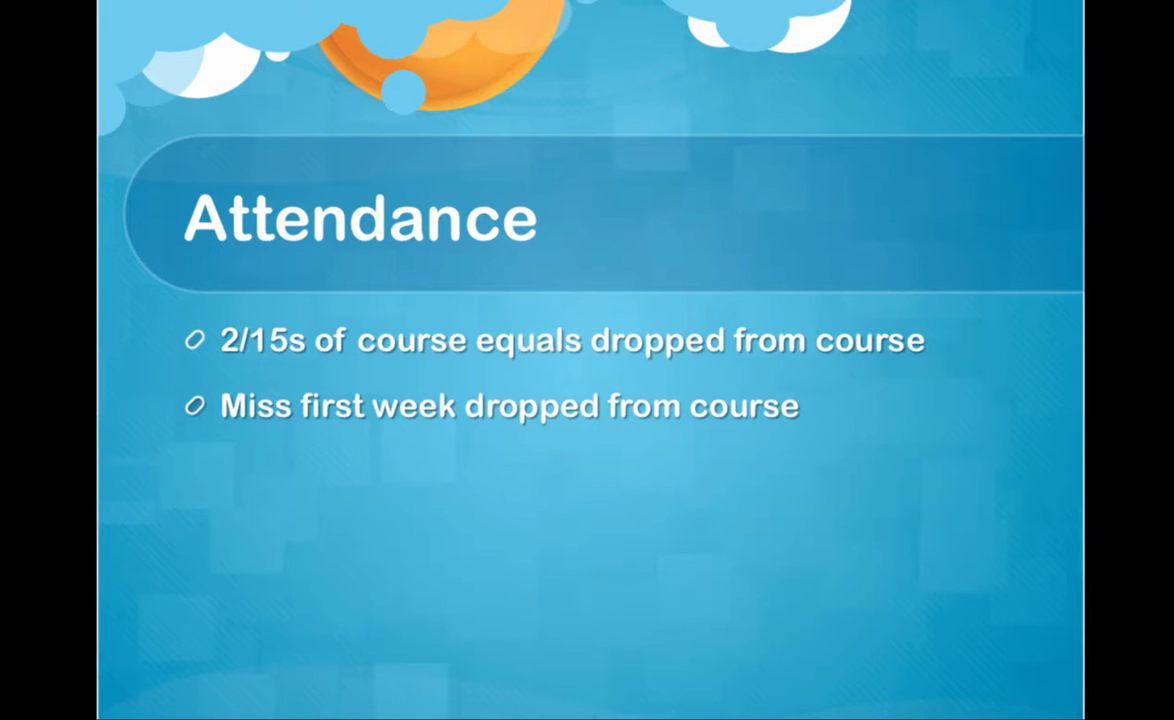 Attendance
2/15s of course equals dropped from course
Miss first week dropped from course